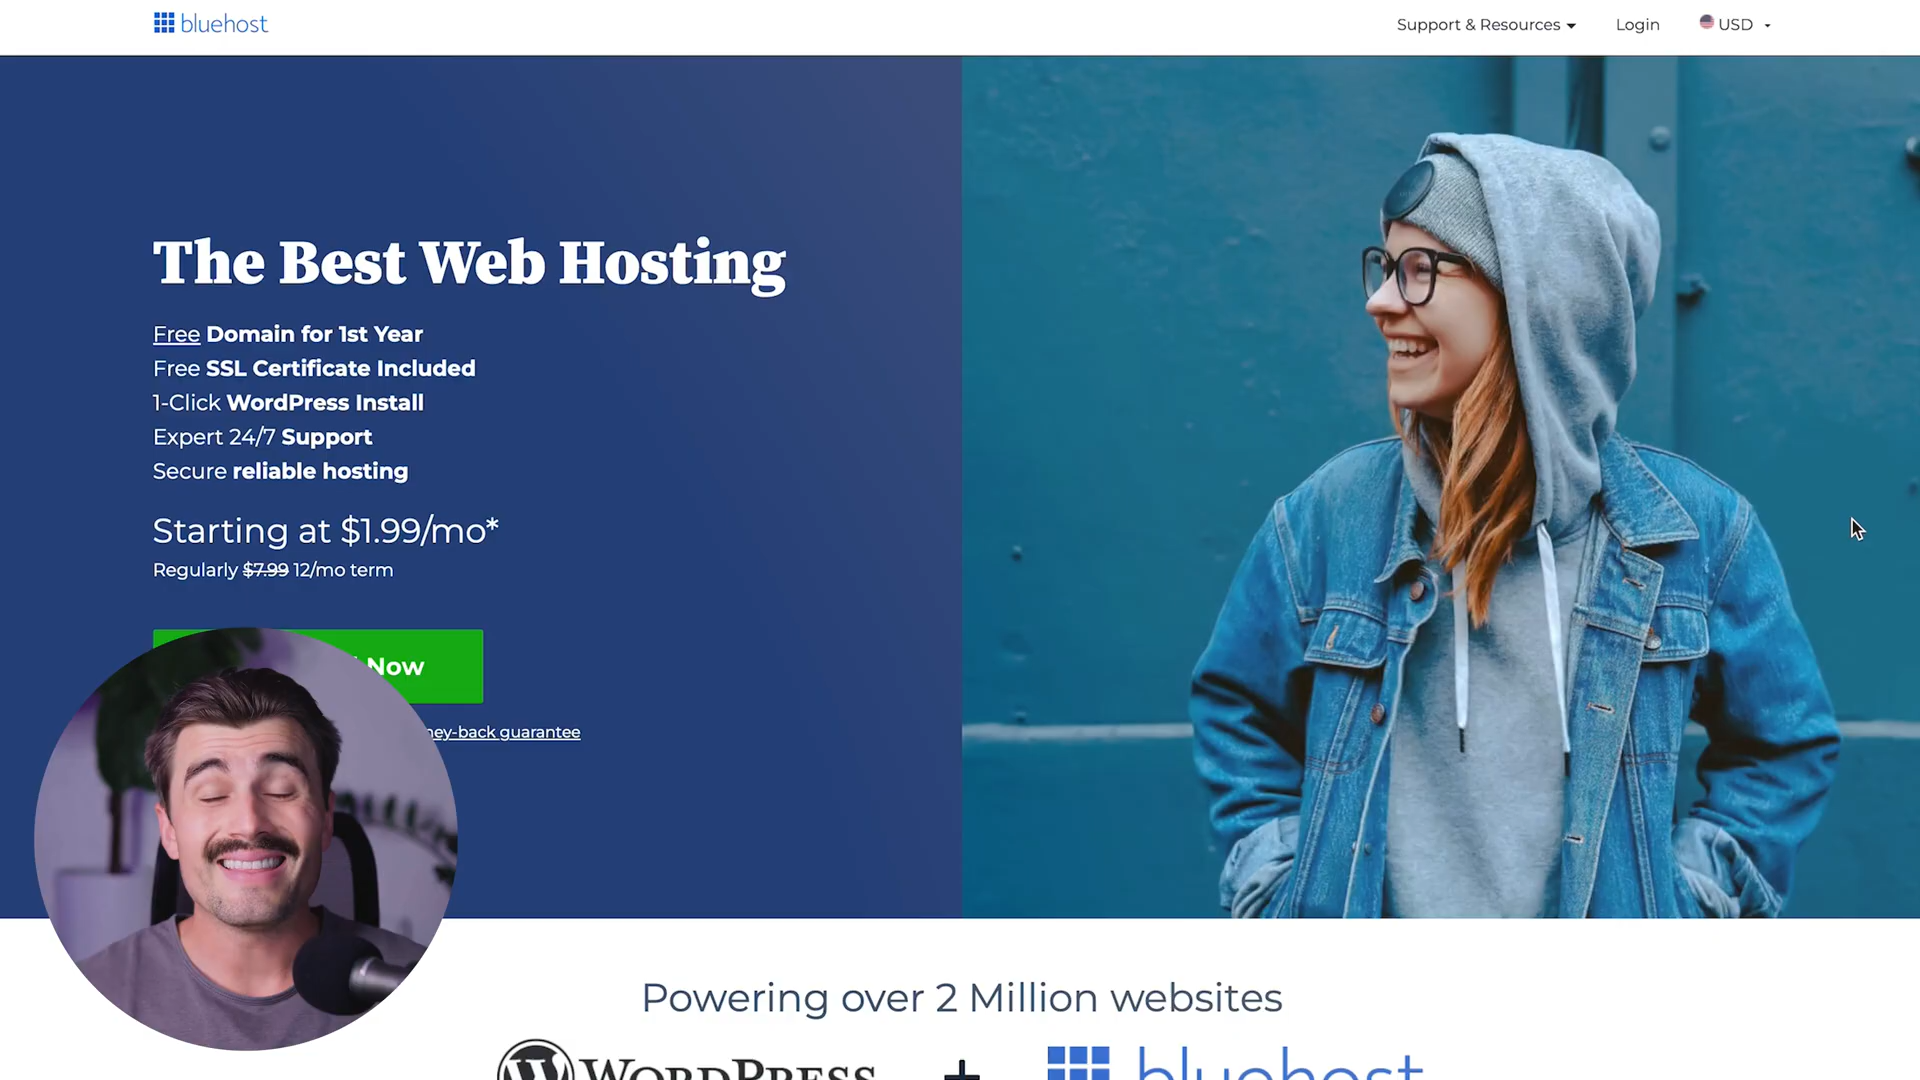 bluehost
Support & Resources
Login
USD
The Best Web Hosting
Free Domain for 1st Year
Free SSL Certificate Included
1-Click WordPress Install
Expert 24/7 Support
Secure reliable hosting
Starting at $1.99/mo*
Regularly $7.99 12/mo term
Now
ney-back guarantee
Powering over 2 Million websites
WORDPRESS + bluehost